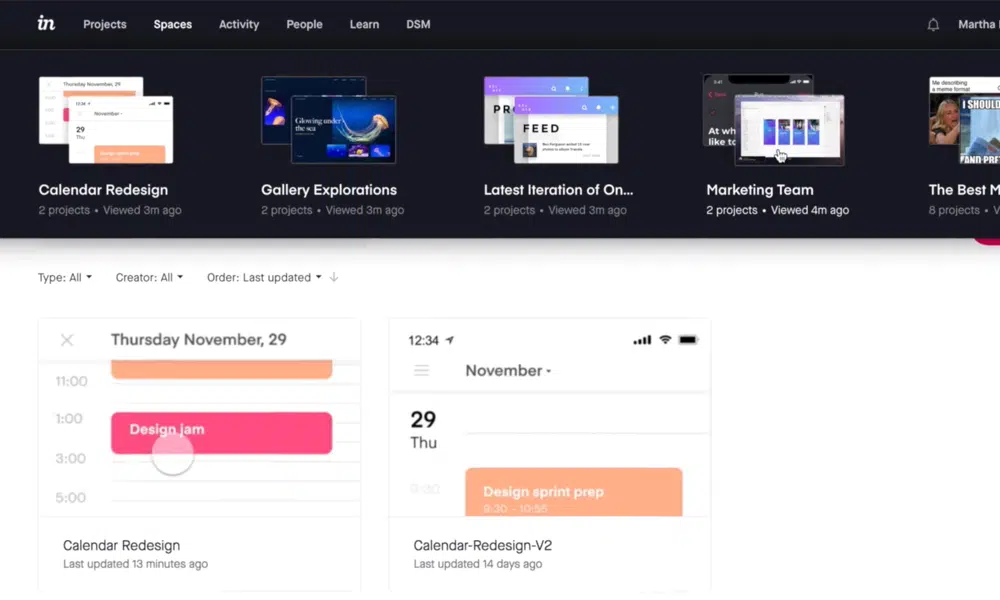 in Projects Spaces Activity People Learn DSM Martha
Thursday November, 29
12:34
November
29
Thu
Design sprint prep
Glowing under
the sea
FEED
At wh
like to
Me describing
a meme format
I SHOULD
AND PRE
Calendar Redesign
2 projects • Viewed 3m ago
Gallery Explorations
2 projects • Viewed 3m ago
Latest Iteration of On...
2 projects • Viewed 3m ago
Marketing Team
2 projects • Viewed 4m ago
The Best M
8 projects • V
Type: All Creator: All Order: Last updated
Thursday November, 29
11:00
1:00
Design jam
3:00
5:00
Calendar Redesign
Last updated 13 minutes ago
12:34
November
29
Thu
9:30
Design sprint prep
9:30 - 10:55
Calendar-Redesign-V2
Last updated 14 days ago